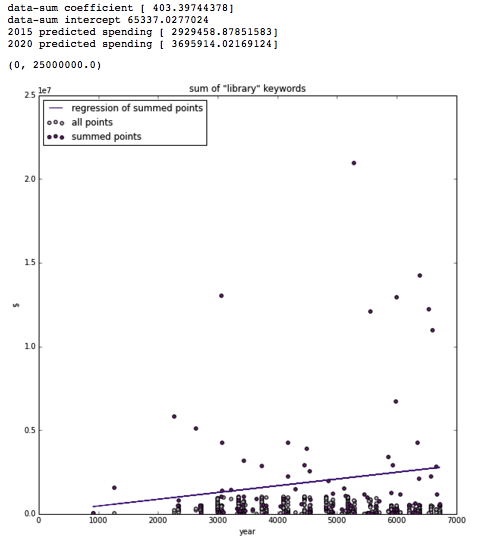 data-sum coefficient [ 403.39744378]
data-sum intercept 65337.0277024
2015 predicted spending [ 2929458.87851583]
2020 predicted spending [ 3695914.02169124]
(0, 25000000.0)
sum of "library" keywords
1e7
2.5
regression of summed points
all points
summed points
2.0
1.5
$
1.0
0.5
0.0
0 1000 2000 3000 4000 5000 6000 7000
year